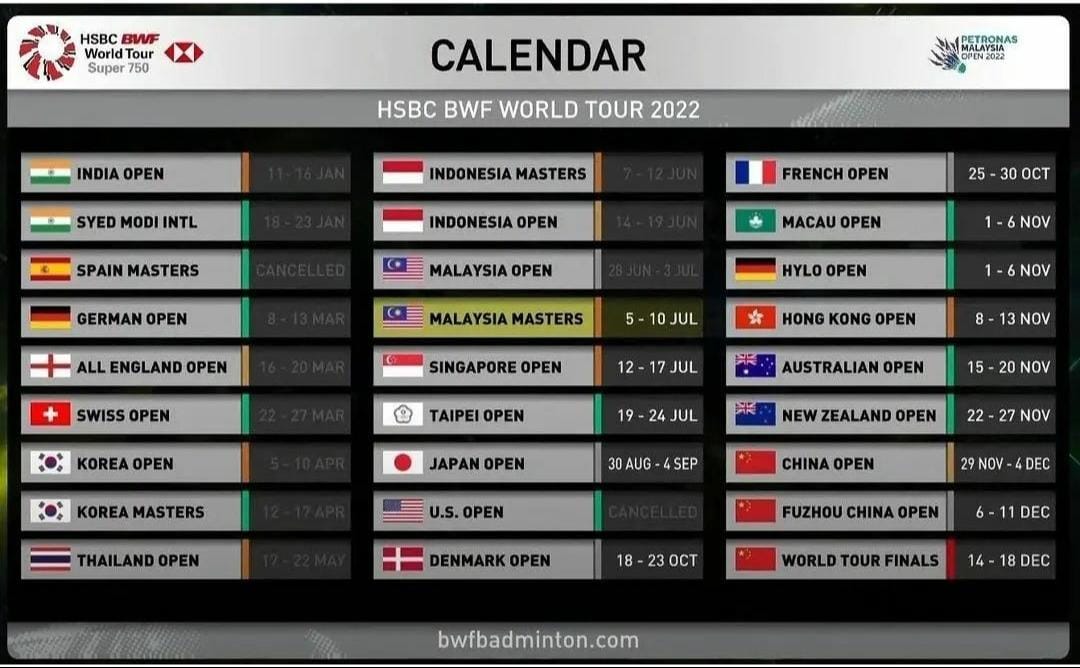 HSBC BWF
World Tour
Super 750
CALENDAR
PETRONAS
MALAYSIA
OPEN 2022
HSBC BWF WORLD TOUR 2022
INDIA OPEN 11 - 16 JAN
SYED MODI INTL 18 - 23 JAN
SPAIN MASTERS CANCELLED
GERMAN OPEN 8 - 13 MAR
ALL ENGLAND OPEN 16 - 20 MAR
SWISS OPEN 22 - 27 MAR
KOREA OPEN 5 - 10 APR
KOREA MASTERS 12 - 17 APR
THAILAND OPEN 17 - 22 MAY
INDONESIA MASTERS 7 - 12 JUN
INDONESIA OPEN 14 - 19 JUN
MALAYSIA OPEN 28 JUN - 3 JUL
MALAYSIA MASTERS 5 - 10 JUL
SINGAPORE OPEN 12 - 17 JUL
TAIPEI OPEN 19 - 24 JUL
JAPAN OPEN 30 AUG - 4 SEP
U.S. OPEN CANCELLED
DENMARK OPEN 18 - 23 OCT
FRENCH OPEN 25 - 30 OCT
MACAU OPEN 1 - 6 NOV
HYLO OPEN 1 - 6 NOV
HONG KONG OPEN 8 - 13 NOV
AUSTRALIAN OPEN 15 - 20 NOV
NEW ZEALAND OPEN 22 - 27 NOV
CHINA OPEN 29 NOV - 4 DEC
FUZHOU CHINA OPEN 6 - 11 DEC
WORLD TOUR FINALS 14 - 18 DEC
bwfbadminton.com